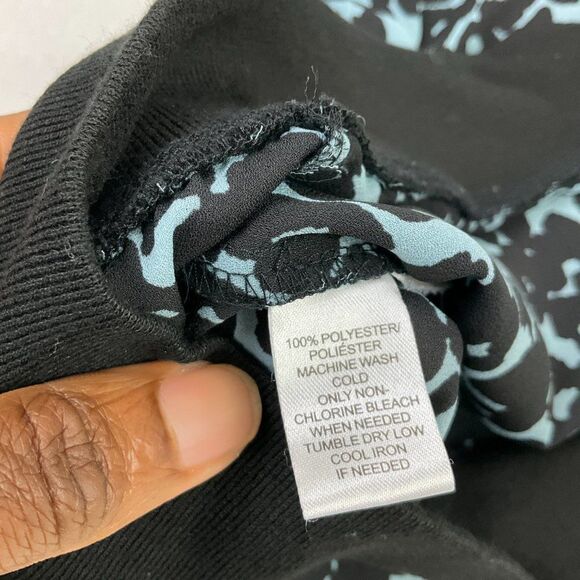 100% POLYESTER/
POLIÉSTER
MACHINE WASH
COLD
ONLY NON-
CHLORINE BLEACH
WHEN NEEDED
TUMBLE DRY LOW
COOL IRON
IF NEEDED